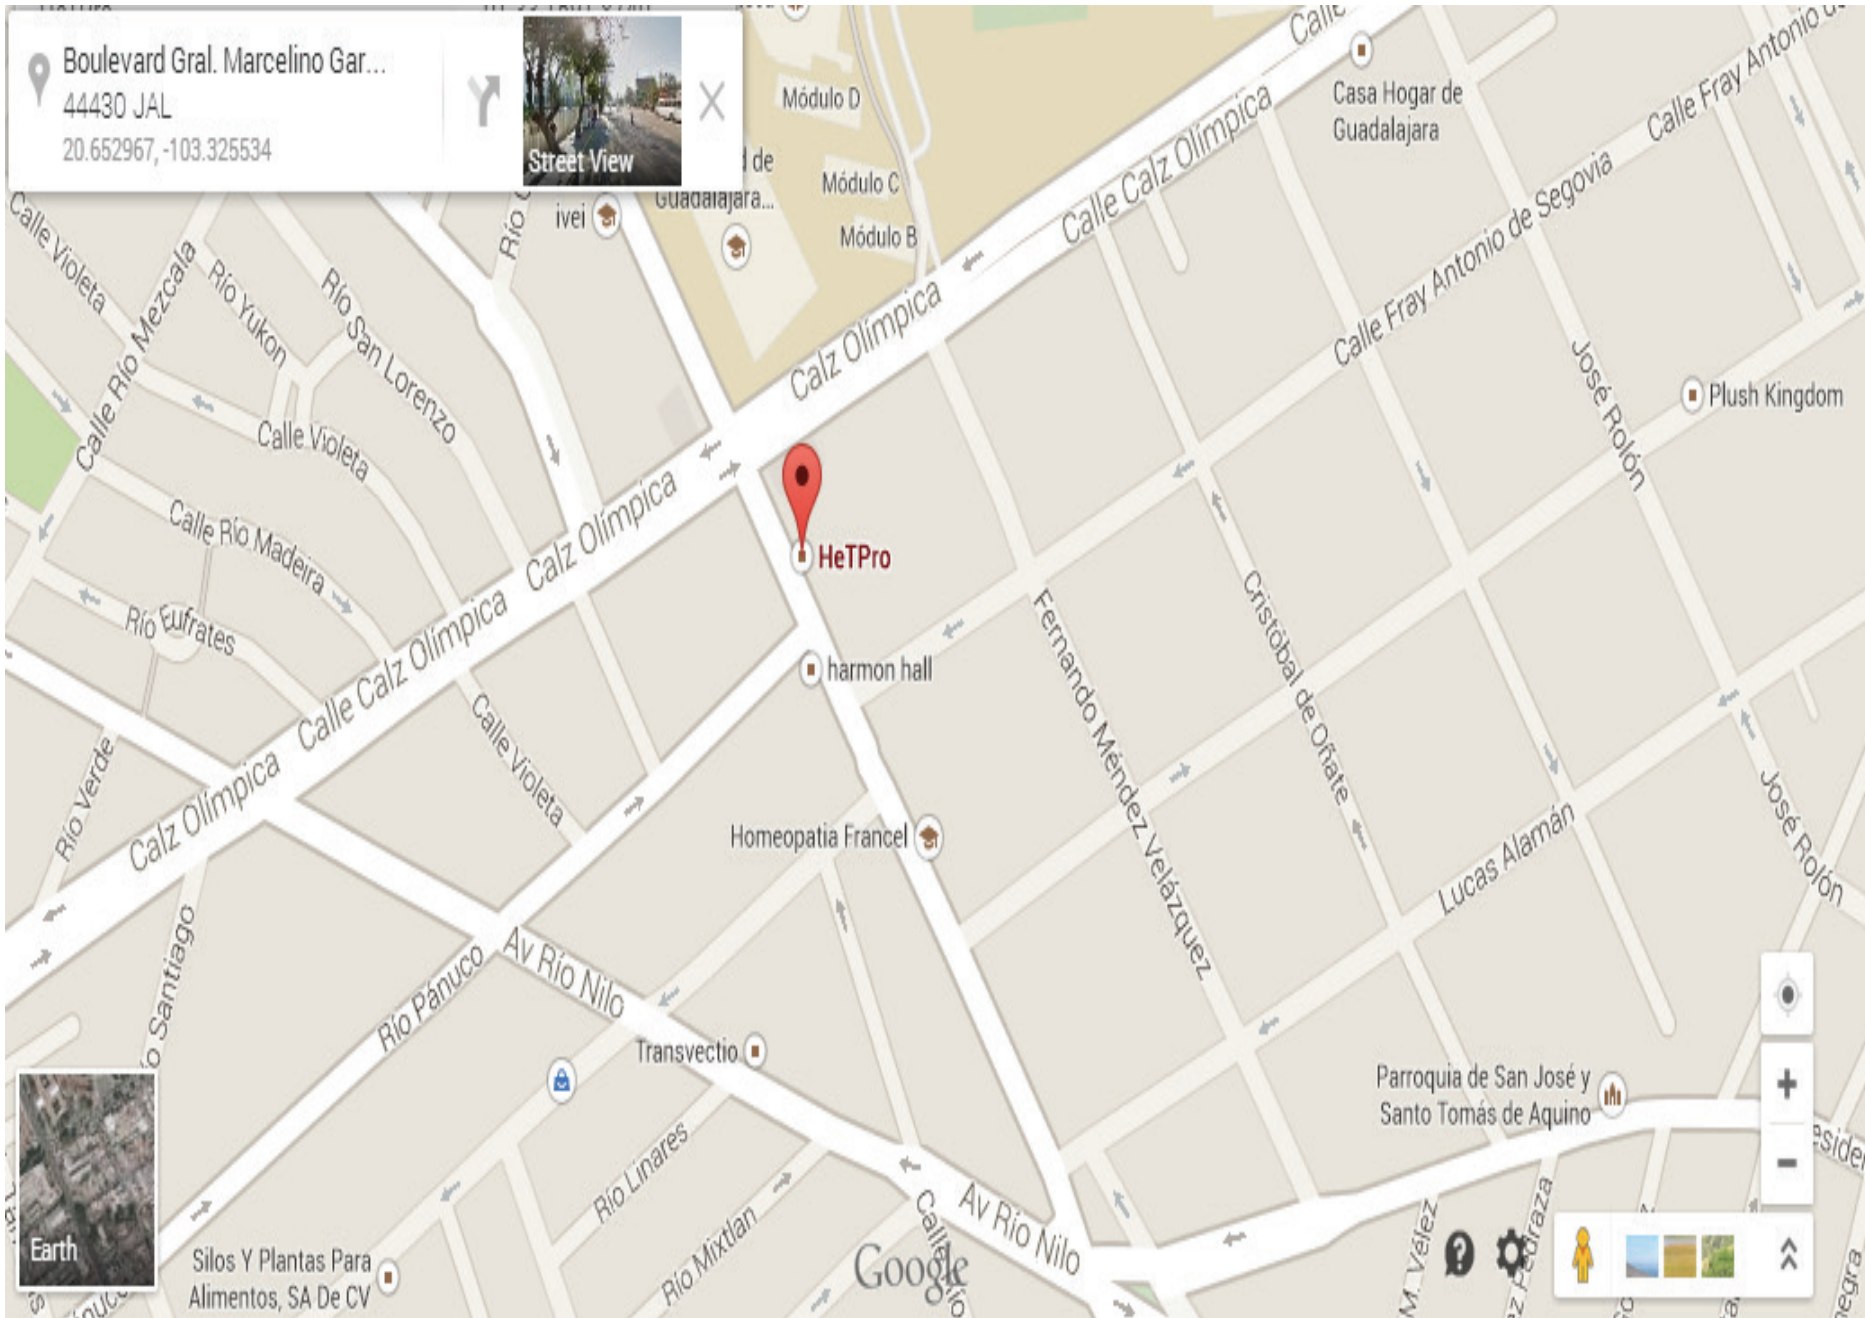 Boulevard Gral. Marcelino Gar...
44430 JAL
20.652967, -103.325534
Street View
Módulo D
Módulo C
Módulo B
d de
Guadalajara...
ivei
Calle
Casa Hogar de
Guadalajara
Calle Fray Antonio de
Calle Calz Olímpica
Calle Fray Antonio de Segovia
Calle Violeta
Calle Río Mezcala
Río Yukon
Río San Lorenzo
Calz Olímpica
José Rolón
Plush Kingdom
Calle Violeta
Calz Olímpica
Calle Río Madeira
HeTPro
Río Eufrates
harmon hall
Calle Calz Olímpica
Fernando Méndez Velázquez
Cristóbal de Oñate
Calle Violeta
Río Verde
Calz Olímpica
Homeopatia Francel
Lucas Alamán
José Rolón
Río Pánuco
Av Río Nilo
Transvectio
Parroquia de San José y
Santo Tomás de Aquino
Río Linares
Río Mixtlan
Av Río Nilo
Earth
Silos Y Plantas Para
Alimentos, SA De CV
Google
M. Vélez